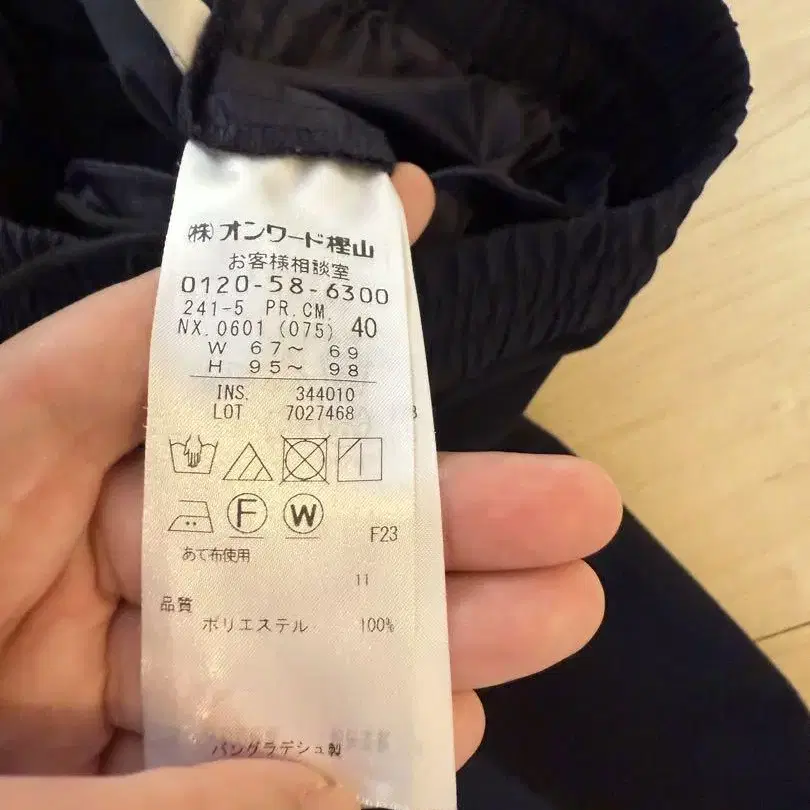 (株)オンワード樫山
お客様相談室
0120-58-6300
241-5 PR.CM.
NX.0601 (075) 40
W 67～ 69
H 95～ 98
INS. 344010
LOT 7027468
F
W
F23
あて布使用
11
品質
ポリエステル 100%
バングラデシュ製